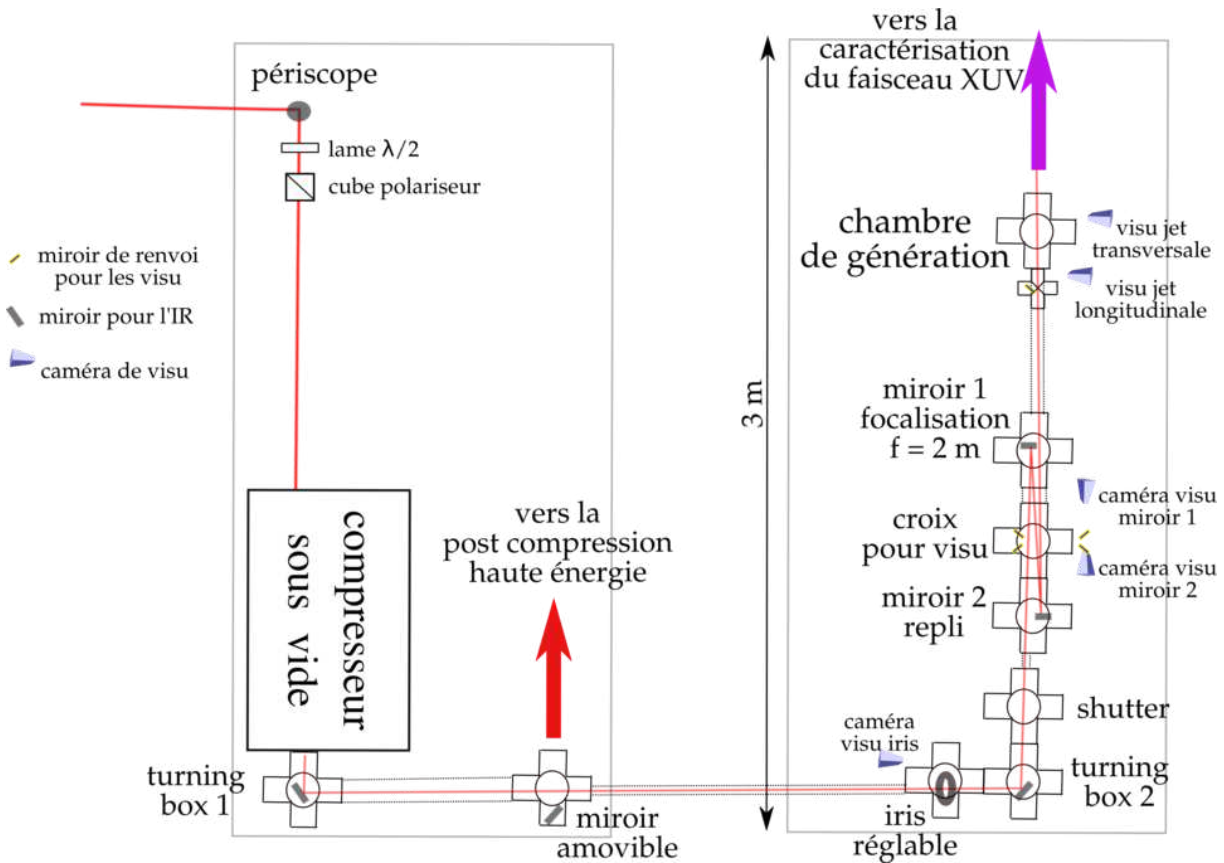 périscope
lame λ/2
cube polariseur
miroir de renvoi
pour les visu
miroir pour l'IR
caméra de visu
compresseur
sous vide
vers la
post compression
haute énergie
turning
box 1
miroir
amovible
3 m
vers la
caractérisation
du faisceau XUV
chambre
de génération
visu jet
transversale
visu jet
longitudinale
miroir 1
focalisation
f = 2 m
caméra visu
miroir 1
croix
pour visu
caméra visu
miroir 2
miroir 2
repli
shutter
caméra
visu iris
turning
box 2
iris
réglable